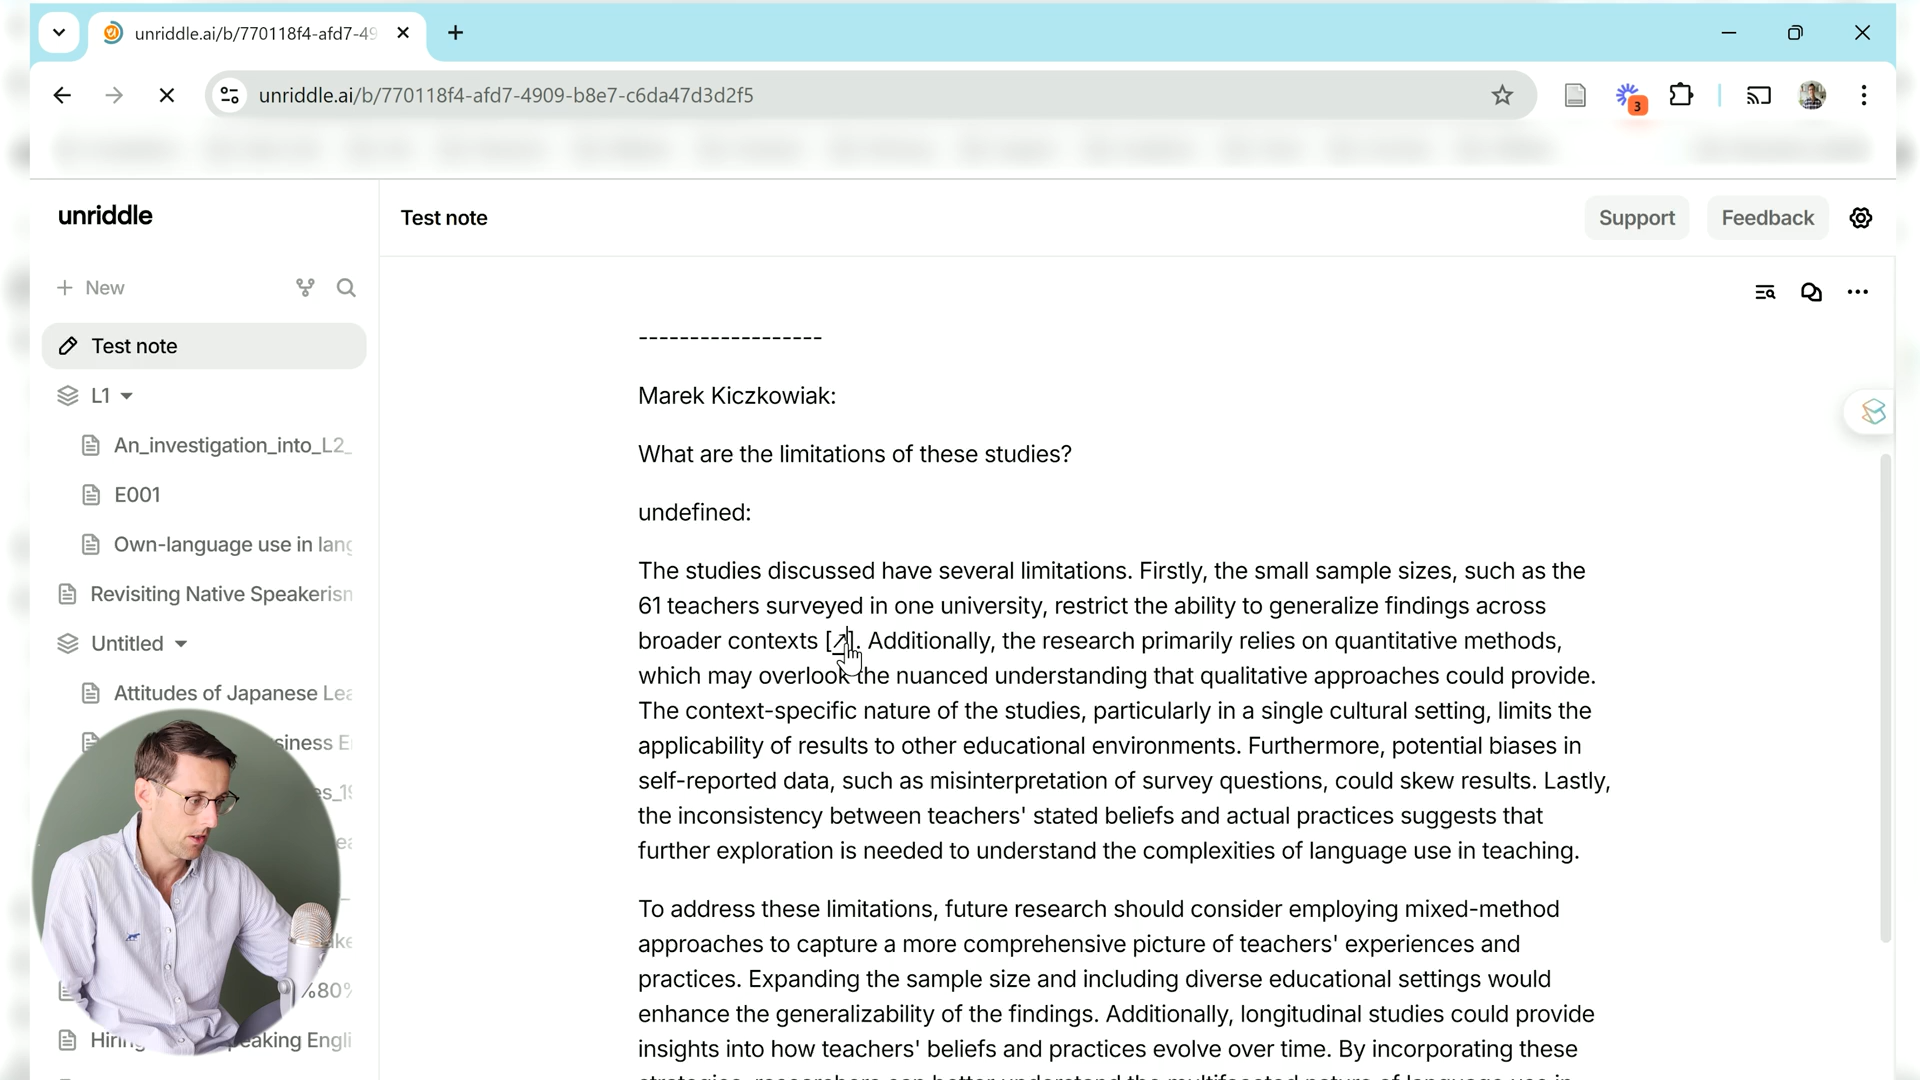 unriddle.ai/b/770118f4-afd7-49
unriddle.ai/b/770118f4-afd7-4909-b8e7-c6da47d3d2f5
3
unriddle
Test note
Support
Feedback
New
Test note
L1
An_investigation_into_L2_
E001
Own-language use in lang
Revisiting Native Speakerism
Untitled
Attitudes of Japanese Lea
------------------
Marek Kiczkowiak:
What are the limitations of these studies?
undefined:
The studies discussed have several limitations. Firstly, the small sample sizes, such as the
61 teachers surveyed in one university, restrict the ability to generalize findings across
broader contexts [↗]. Additionally, the research primarily relies on quantitative methods,
which may overlook the nuanced understanding that qualitative approaches could provide.
The context-specific nature of the studies, particularly in a single cultural setting, limits the
applicability of results to other educational environments. Furthermore, potential biases in
self-reported data, such as misinterpretation of survey questions, could skew results. Lastly,
the inconsistency between teachers' stated beliefs and actual practices suggests that
further exploration is needed to understand the complexities of language use in teaching.
To address these limitations, future research should consider employing mixed-method
approaches to capture a more comprehensive picture of teachers' experiences and
practices. Expanding the sample size and including diverse educational settings would
enhance the generalizability of the findings. Additionally, longitudinal studies could provide
insights into how teachers' beliefs and practices evolve over time. By incorporating these